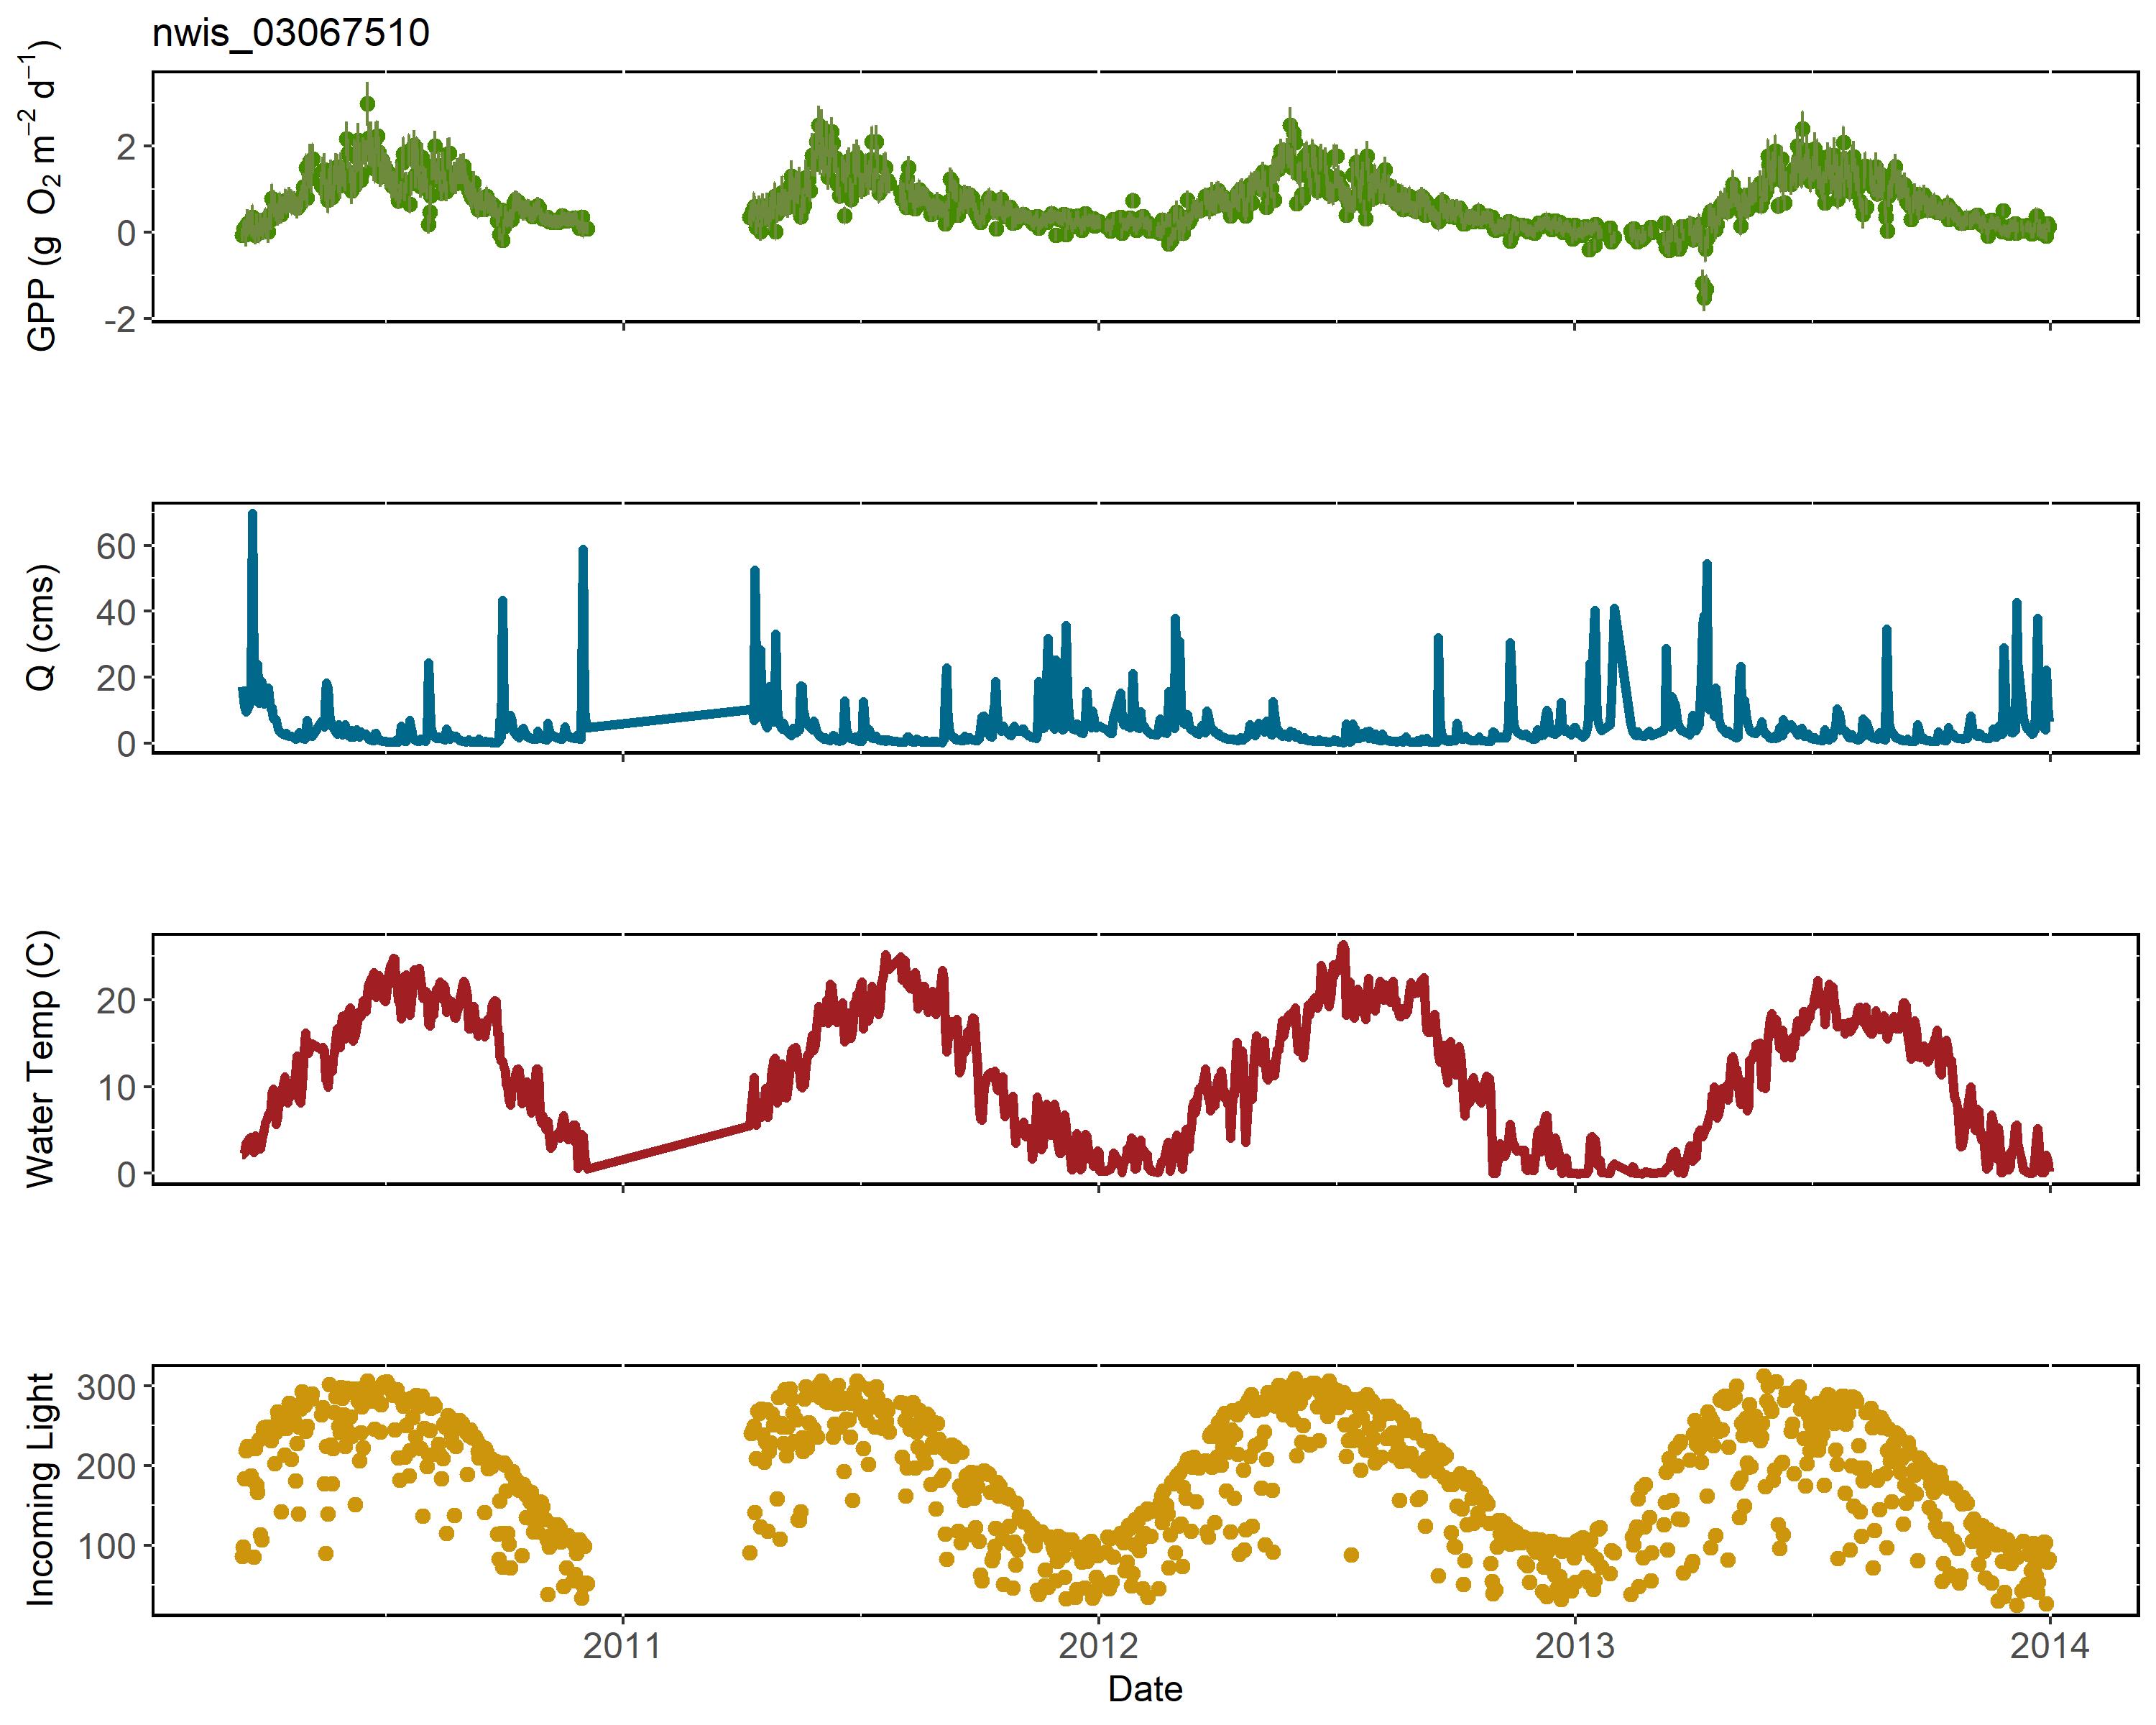 nwis_03067510
GPP (g O₂ m⁻² d⁻¹)
2
0
-2
Q (cms)
60
40
20
0
Water Temp (C)
20
10
0
Incoming Light
300
200
100
2011 2012 2013 2014
Date